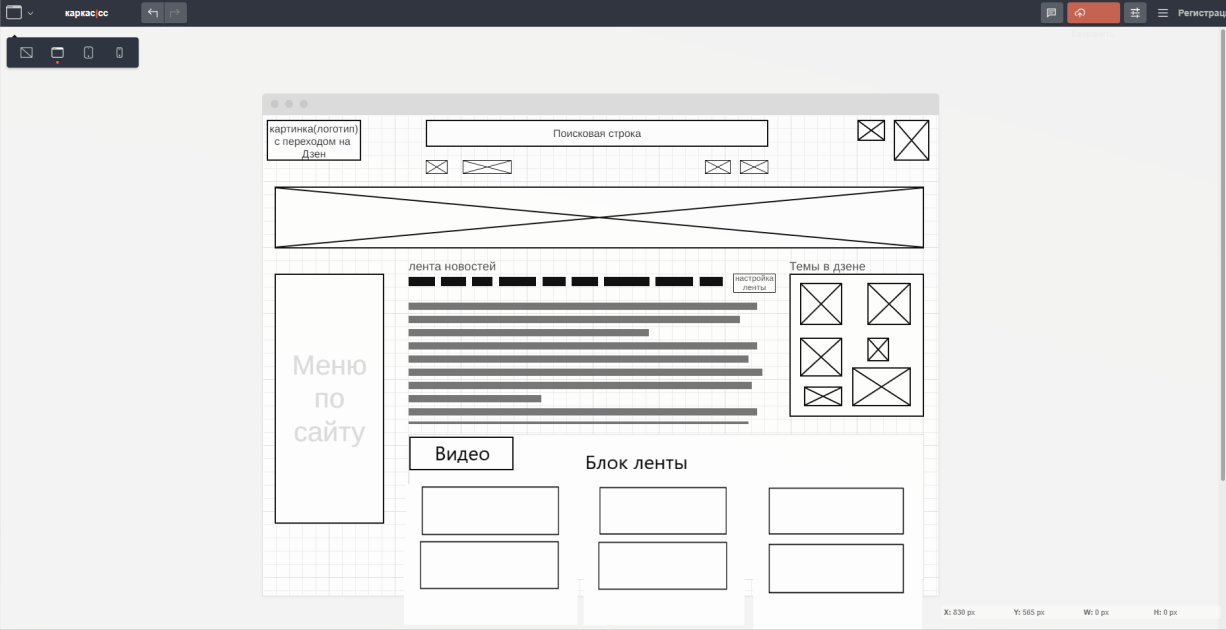 каркас|сс
Регистрац
картинка(логотип)
с переходом на
Дзен
Поисковая строка
лента новостей
настройка
ленты
Темы в дзене
Меню
по
сайту
Видео
Блок ленты
X: 830 px
Y: 565 px
W: 0 px
H: 0 px